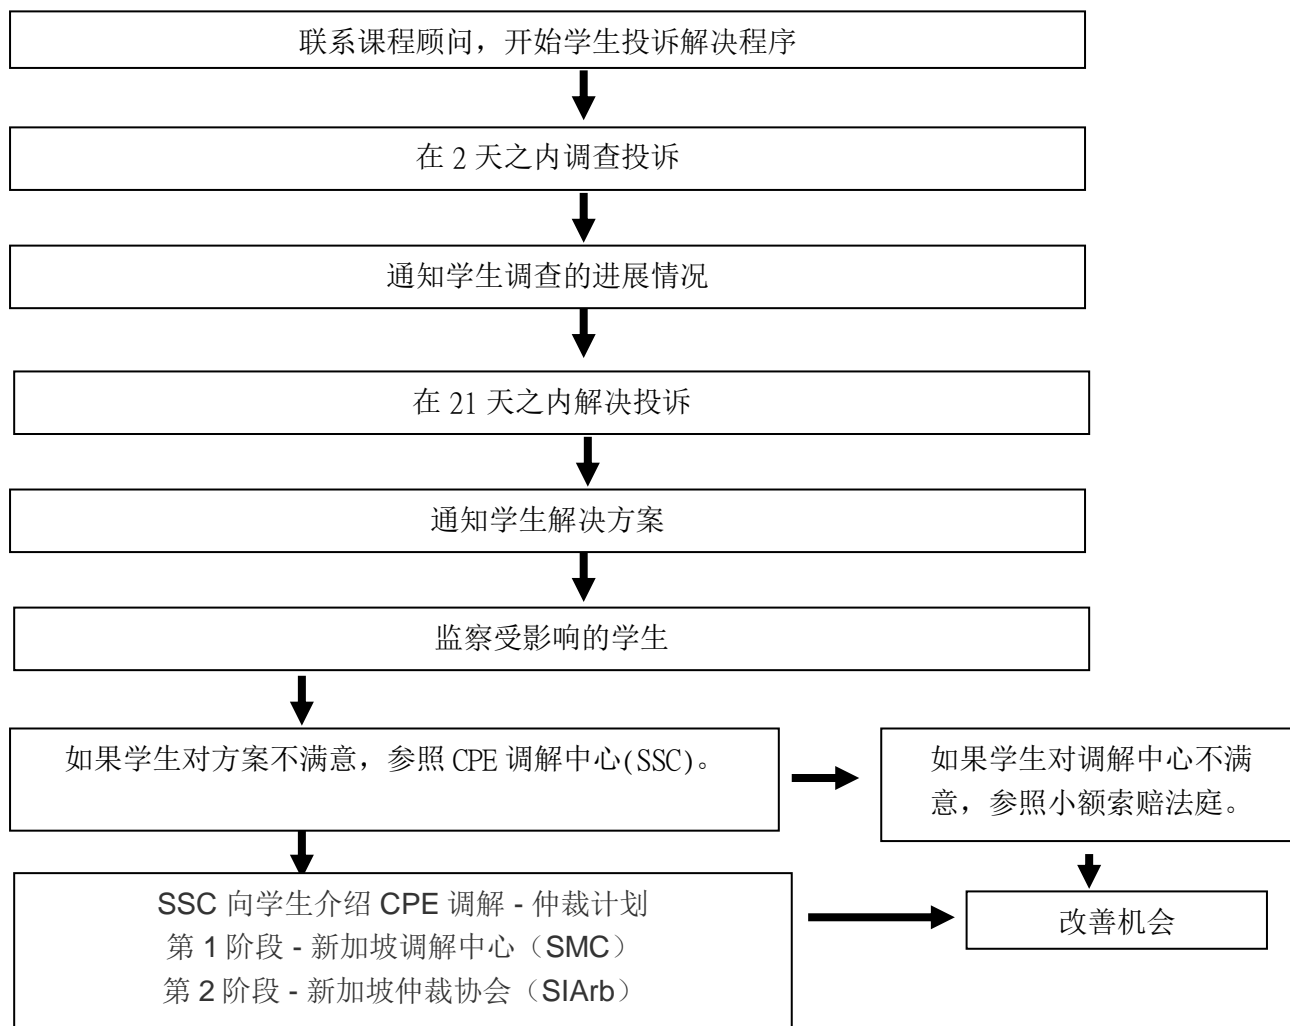 联系课程顾问，开始学生投诉解决程序
在 2 天之内调查投诉
通知学生调查的进展情况
在 21 天之内解决投诉
通知学生解决方案
监察受影响的学生
如果学生对方案不满意，参照 CPE 调解中心(SSC)。
如果学生对调解中心不满
意，参照小额索赔法庭。
SSC 向学生介绍 CPE 调解 - 仲裁计划
第 1 阶段 - 新加坡调解中心（SMC）
第 2 阶段 - 新加坡仲裁协会（SIArb）
改善机会